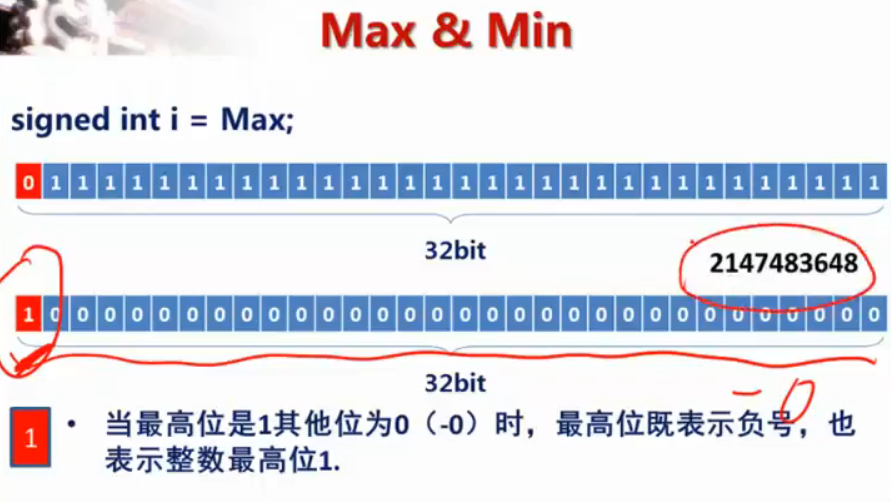 Max & Min
signed int i = Max;
0 1 1 1 1 1 1 1 1 1 1 1 1 1 1 1 1 1 1 1 1 1 1 1 1 1 1 1 1 1 1 1
32bit
2147483648
1 0 0 0 0 0 0 0 0 0 0 0 0 0 0 0 0 0 0 0 0 0 0 0 0 0 0 0 0 0 0 0
32bit
－0
1
• 当最高位是1其他位为0（-0）时，最高位既表示负号，也
表示整数最高位1.